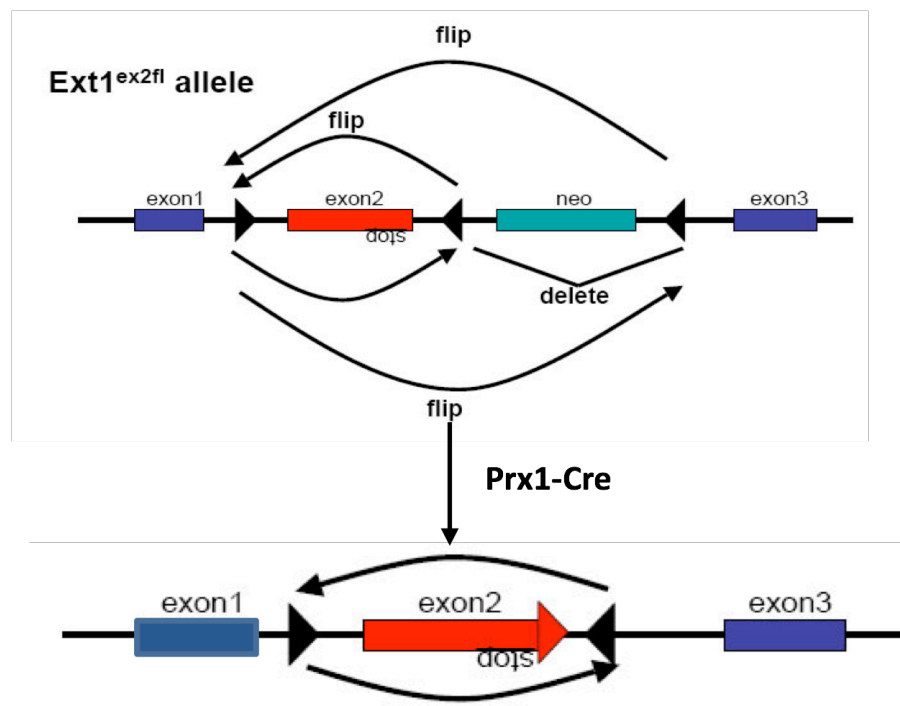 flip
Ext1ex2fl allele
flip
exon1 exon2 neo exon3
stop
delete
flip
Prx1-Cre
exon1 exon2 exon3
stop